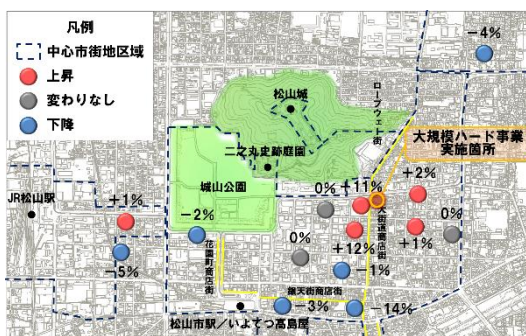 凡例
中心市街地区域
上昇
変わりなし
下降
-4%
松山城
ロープウェイ街
大規模ハード事業
実施箇所
二之丸史跡庭園
城山公園
JR松山駅
+1%
-2%
-5%
花園町商店街
0%
+11%
+2%
大街道商店街
0%
0%
+12%
+1%
-1%
銀天街商店街
-3%
-14%
松山市駅/いよてつ高島屋